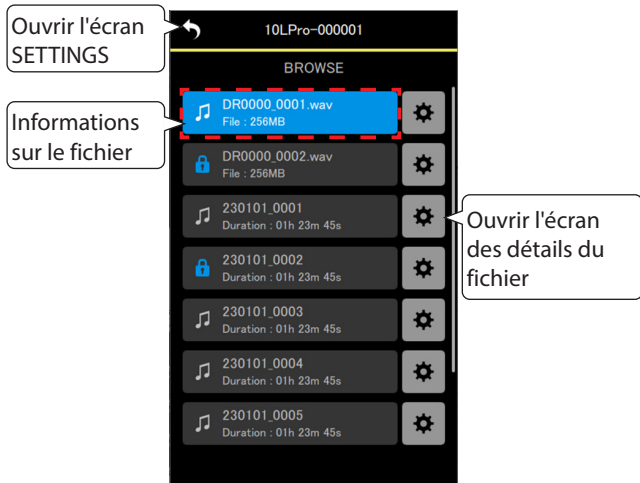 Ouvrir l'écran
SETTINGS
10LPro-000001
BROWSE
Informations
sur le fichier
DR0000_0001.wav
File : 256MB
DR0000_0002.wav
File : 256MB
230101_0001
Duration : 01h 23m 45s
Ouvrir l'écran
des détails du
fichier
230101_0002
Duration : 01h 23m 45s
230101_0003
Duration : 01h 23m 45s
230101_0004
Duration : 01h 23m 45s
230101_0005
Duration : 01h 23m 45s